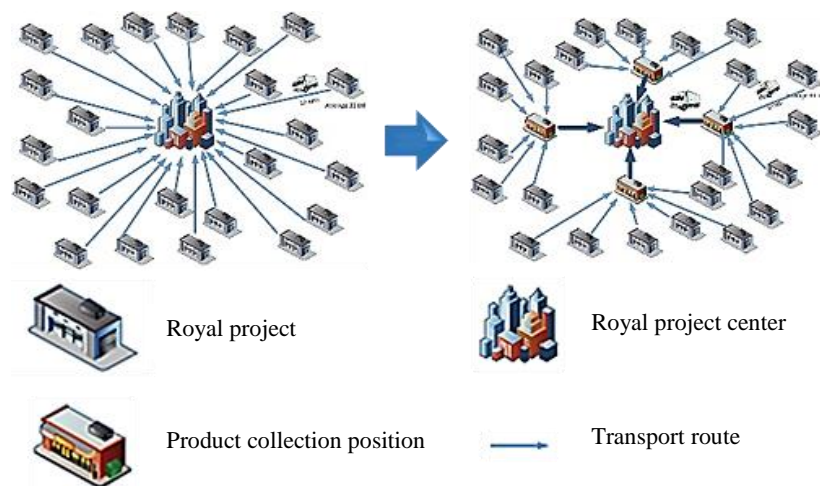 Royal project
Royal project center
Product collection position
Transport route